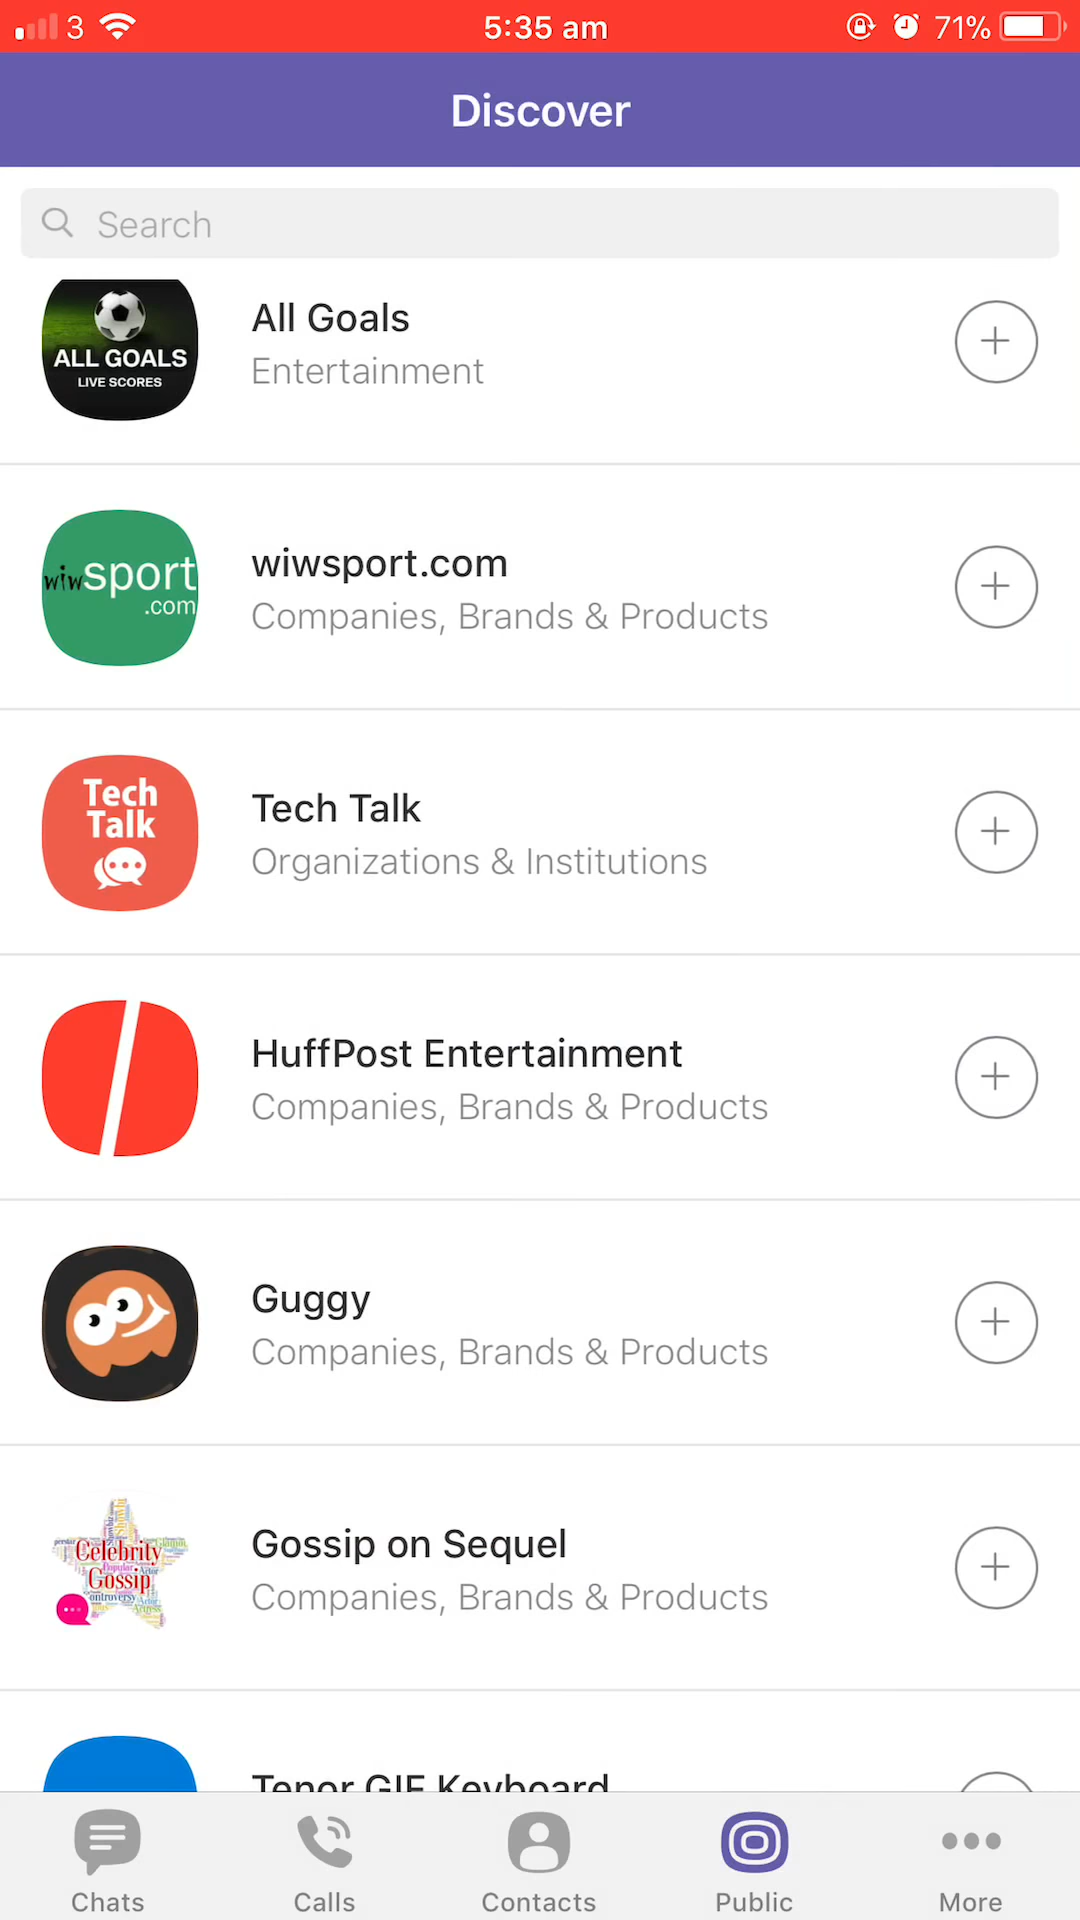 3 5:35 am 71%
Discover
Search
ALL GOALS
LIVE SCORES
All Goals
Entertainment
wiwsport
.com
wiwsport.com
Companies, Brands & Products
Tech
Talk
Tech Talk
Organizations & Institutions
HuffPost Entertainment
Companies, Brands & Products
Guggy
Companies, Brands & Products
Celebrity
Popular
Gossip
Gossip on Sequel
Companies, Brands & Products
Tenor GIF Keyboard
Chats Calls Contacts Public More